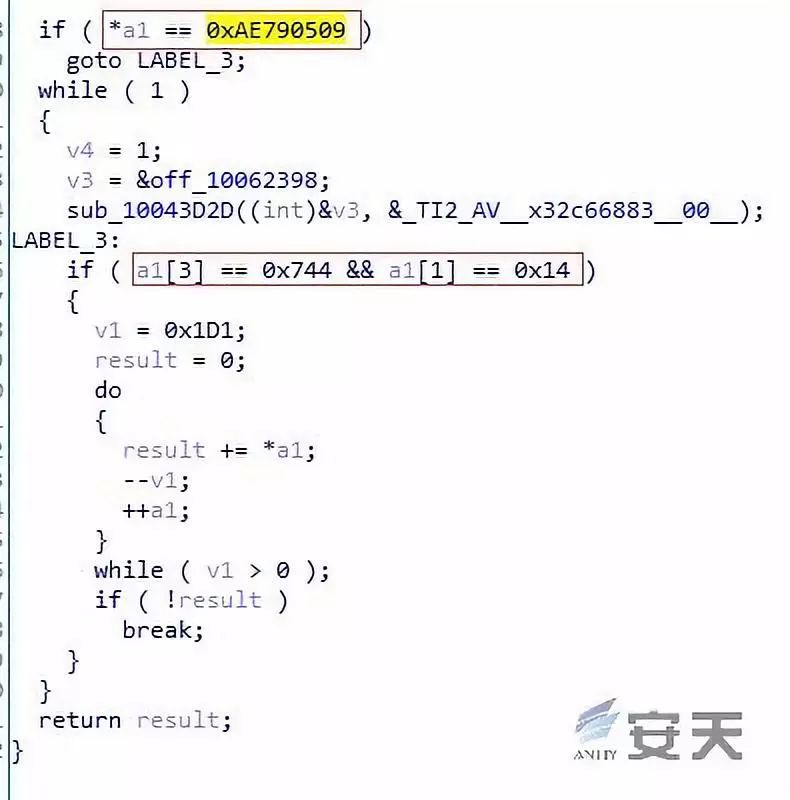 if ( *a1 == 0xAE790509 )
goto LABEL_3;
while ( 1 )
{
v4 = 1;
v3 = &off_10062398;
sub_10043D2D((int)&v3, &_TI2_AV__x32c66883__00__);
LABEL_3:
if ( a1[3] == 0x744 && a1[1] == 0x14 )
{
v1 = 0x1D1;
result = 0;
do
{
result += *a1;
--v1;
++a1;
}
while ( v1 > 0 );
if ( !result )
break;
}
}
return result;
}
ANTIY 安天